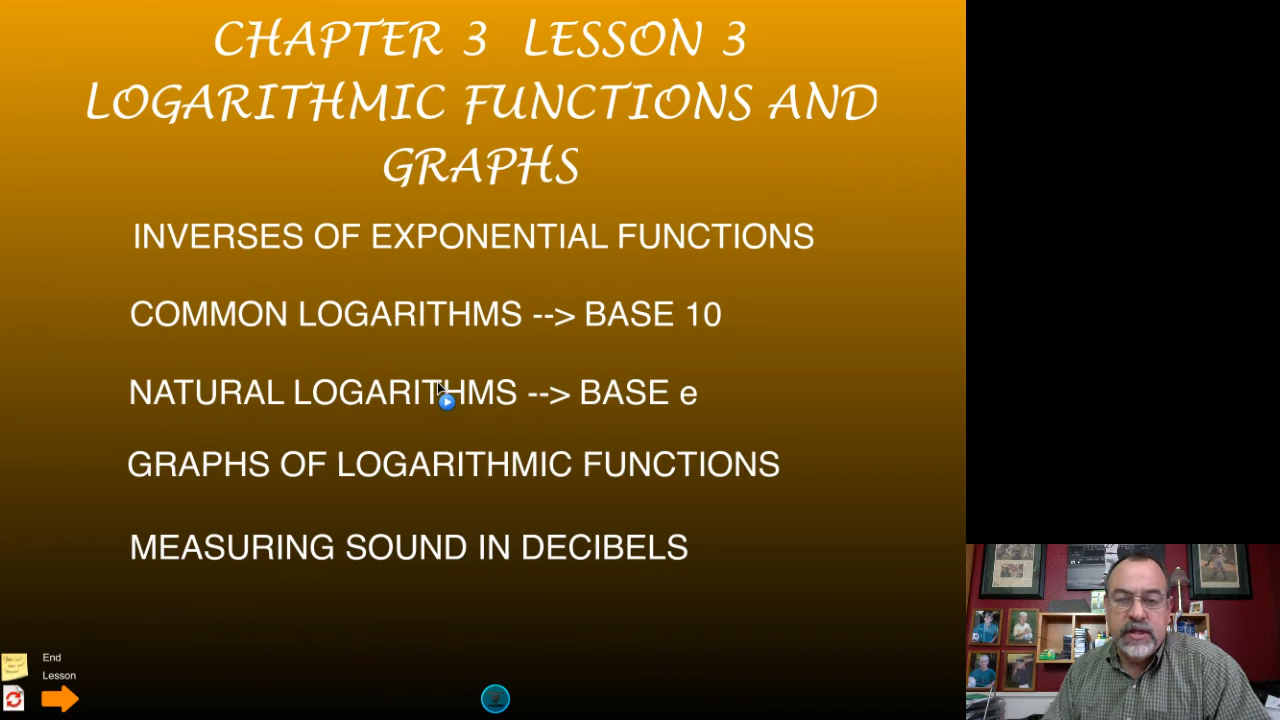 CHAPTER 3 LESSON 3
LOGARITHMIC FUNCTIONS AND
GRAPHS
INVERSES OF EXPONENTIAL FUNCTIONS
COMMON LOGARITHMS --> BASE 10
NATURAL LOGARITHMS --> BASE e
GRAPHS OF LOGARITHMIC FUNCTIONS
MEASURING SOUND IN DECIBELS
End
Lesson